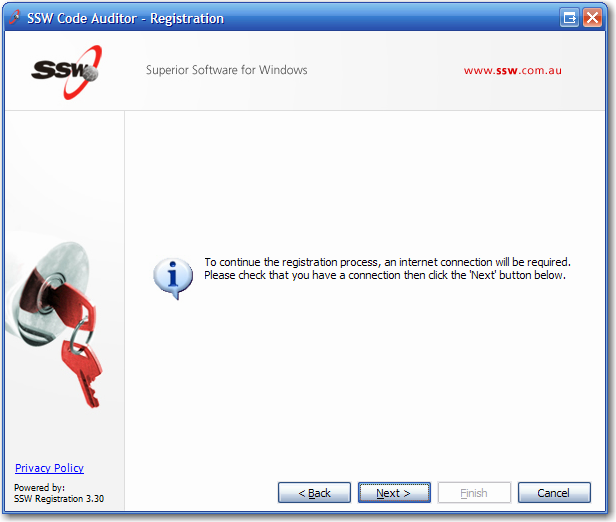 SSW Code Auditor - Registration
SSW
Superior Software for Windows
www.ssw.com.au
To continue the registration process, an internet connection will be required.
Please check that you have a connection then click the 'Next' button below.
Privacy Policy
Powered by:
SSW Registration 3.30
< Back
Next >
Finish
Cancel